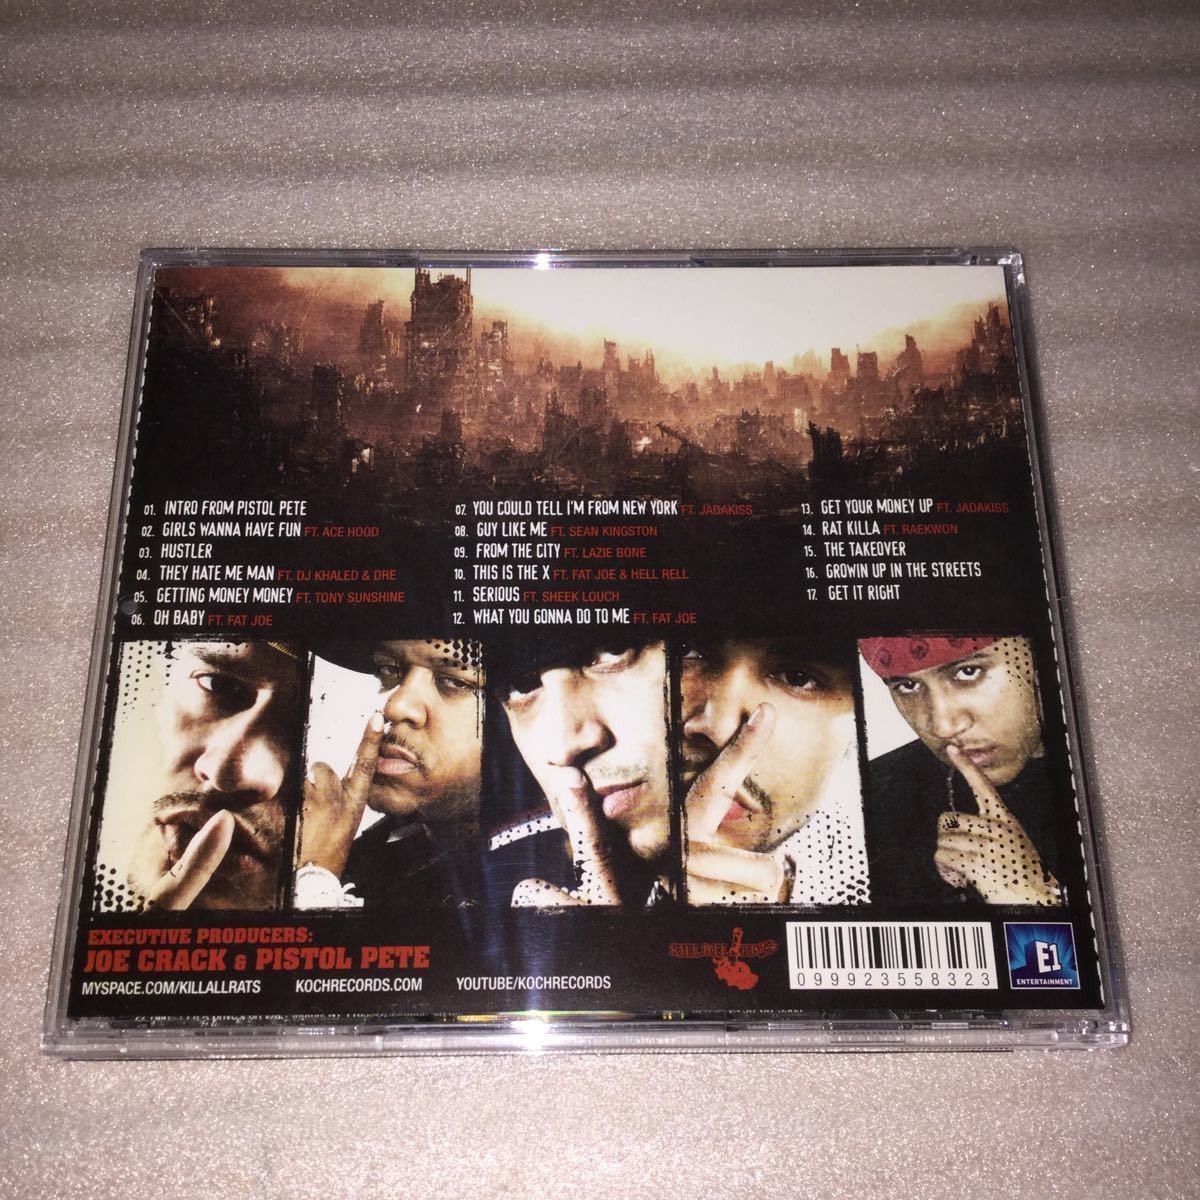 01. INTRO FROM PISTOL PETE
02. GIRLS WANNA HAVE FUN FT. ACE HOOD
03. HUSTLER
04. THEY HATE ME MAN FT. DJ KHALED & DRE
05. GETTING MONEY MONEY FT. TONY SUNSHINE
06. OH BABY FT. FAT JOE
07. YOU COULD TELL I'M FROM NEW YORK FT. JADAKISS
08. GUY LIKE ME FT. SEAN KINGSTON
09. FROM THE CITY FT. LAZIE BONE
10. THIS IS THE X FT. FAT JOE & HELL RELL
11. SERIOUS FT. SHEEK LOUCH
12. WHAT YOU GONNA DO TO ME FT. FAT JOE
13. GET YOUR MONEY UP FT. JADAKISS
14. RAT KILLA FT. RAEKWON
15. THE TAKEOVER
16. GROWIN UP IN THE STREETS
17. GET IT RIGHT
EXECUTIVE PRODUCERS:
JOE CRACK & PISTOL PETE
MYSPACE.COM/KILLALLRATS KOCHRECORDS.COM YOUTUBE/KOCHRECORDS
KILL ALL RATS
099923558323
E1
ENTERTAINMENT